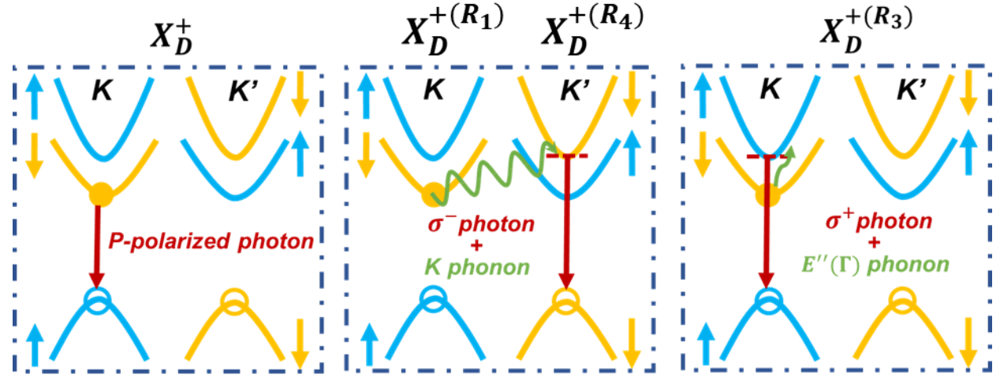 X_D^+
K K'
P-polarized photon
X_D^{+(R_1)} X_D^{+(R_4)}
K K'
σ^- photon
+
K phonon
X_D^{+(R_3)}
K K'
σ^+ photon
+
E''(Γ) phonon